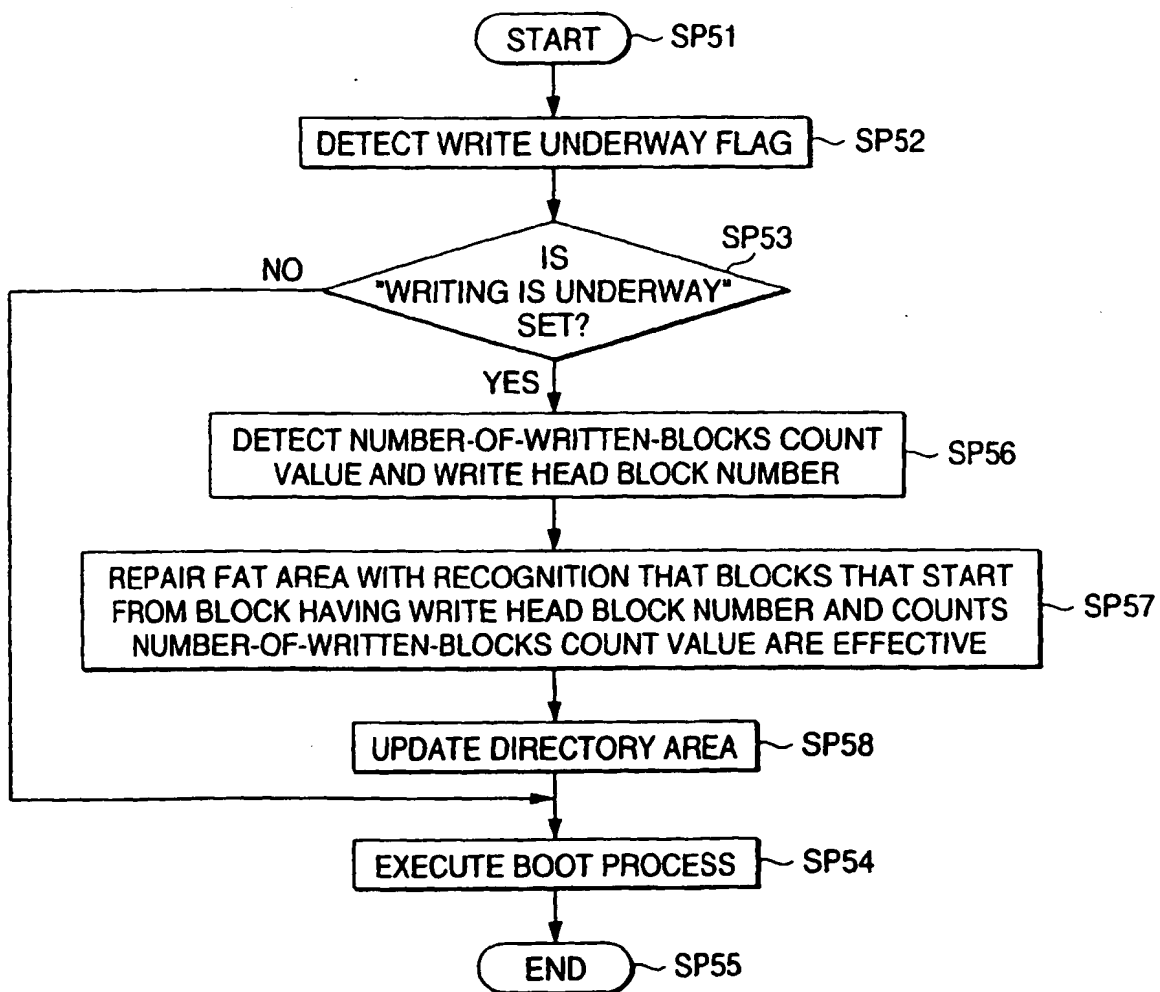 START
SP51
DETECT WRITE UNDERWAY FLAG
SP52
SP53
IS
"WRITING IS UNDERWAY"
SET?
NO
YES
DETECT NUMBER-OF-WRITTEN-BLOCKS COUNT
VALUE AND WRITE HEAD BLOCK NUMBER
SP56
REPAIR FAT AREA WITH RECOGNITION THAT BLOCKS THAT START
FROM BLOCK HAVING WRITE HEAD BLOCK NUMBER AND COUNTS
NUMBER-OF-WRITTEN-BLOCKS COUNT VALUE ARE EFFECTIVE
SP57
UPDATE DIRECTORY AREA
SP58
EXECUTE BOOT PROCESS
SP54
END
SP55